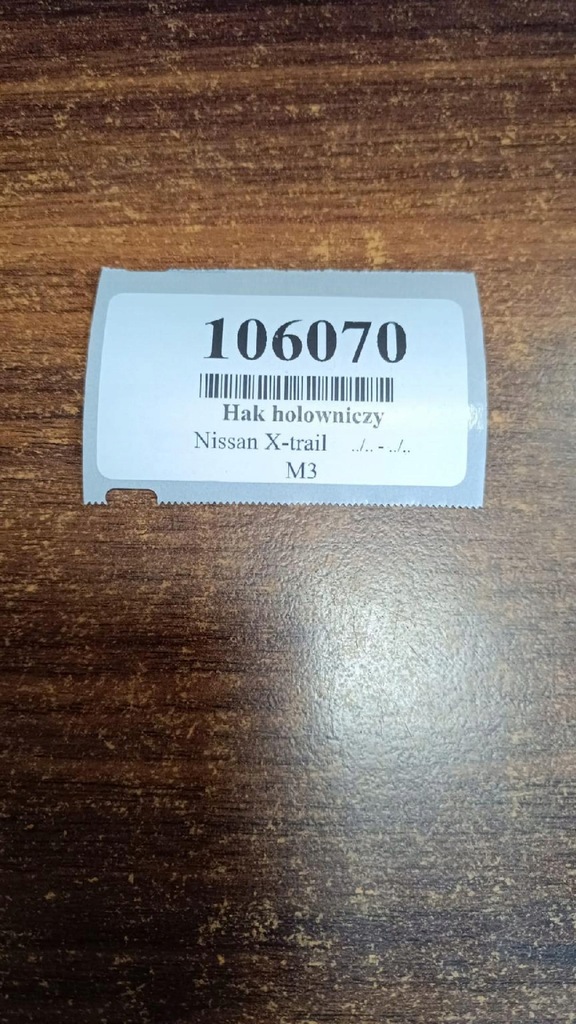 106070
Hak holowniczy
Nissan X-trail ../.. - ../..
M3